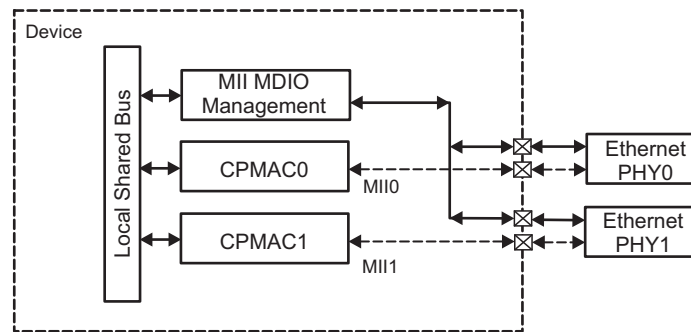 Device
Local Shared Bus
MII MDIO
Management
CPMAC0
MII0
CPMAC1
MII1
Ethernet
PHY0
Ethernet
PHY1